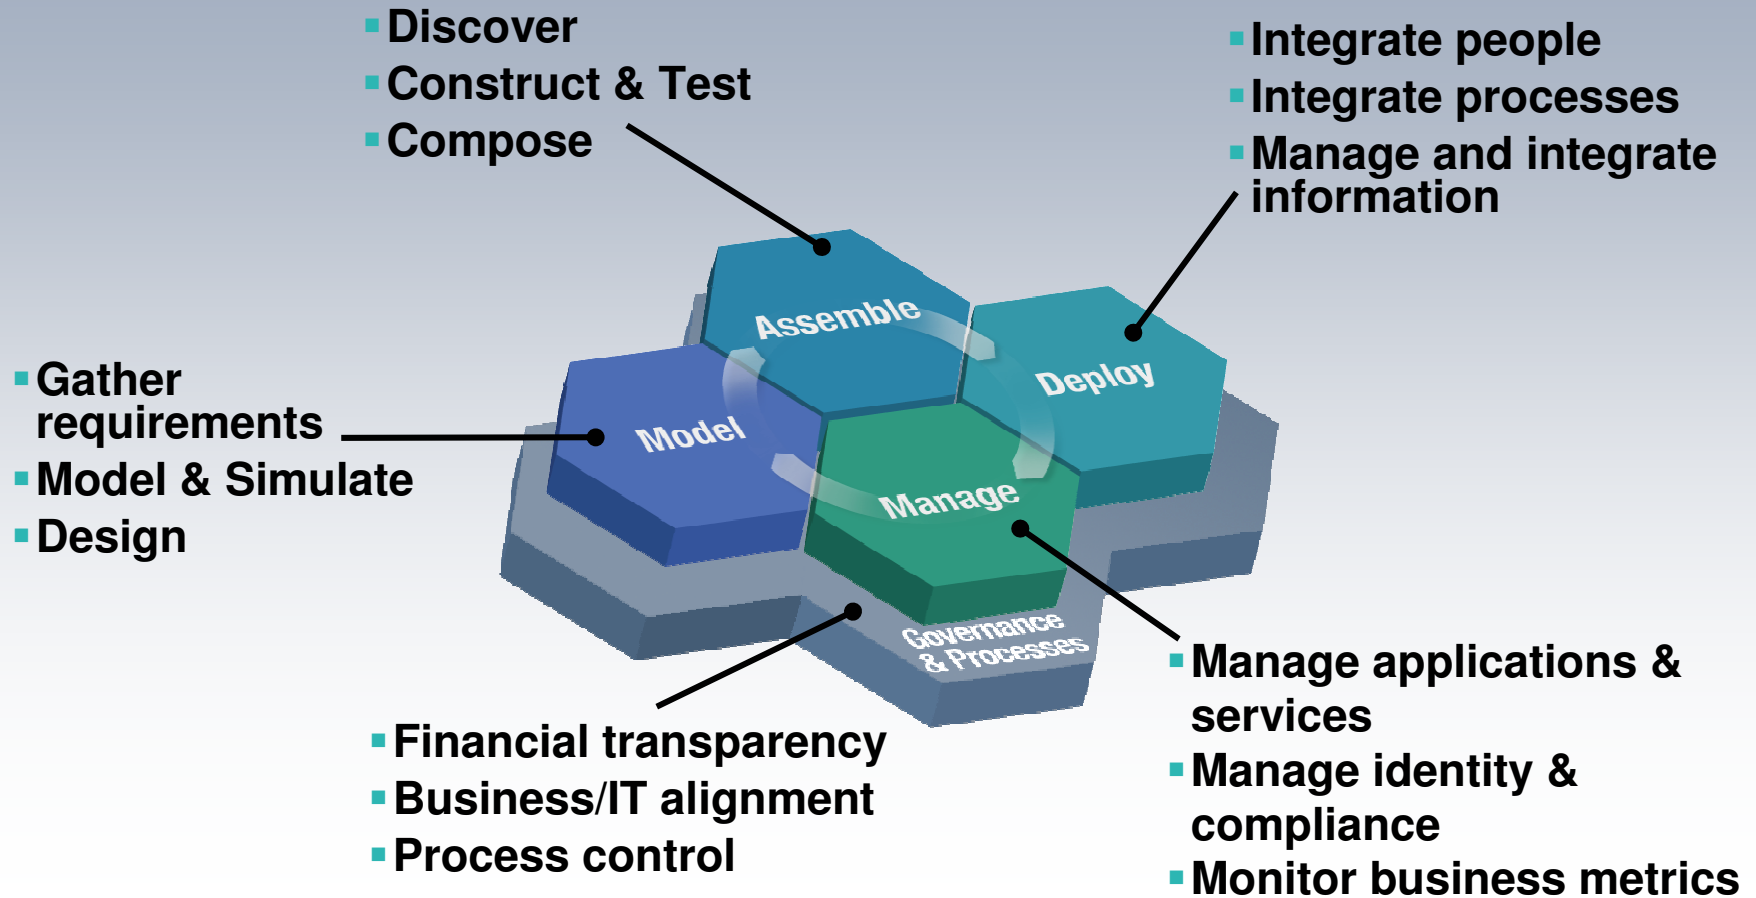 Discover
Construct & Test
Compose
Integrate people
Integrate processes
Manage and integrate
information
Assemble
Deploy
Gather
requirements
Model & Simulate
Design
Model
Manage
Governance
& Processes
Financial transparency
Business/IT alignment
Process control
Manage applications &
services
Manage identity &
compliance
Monitor business metrics